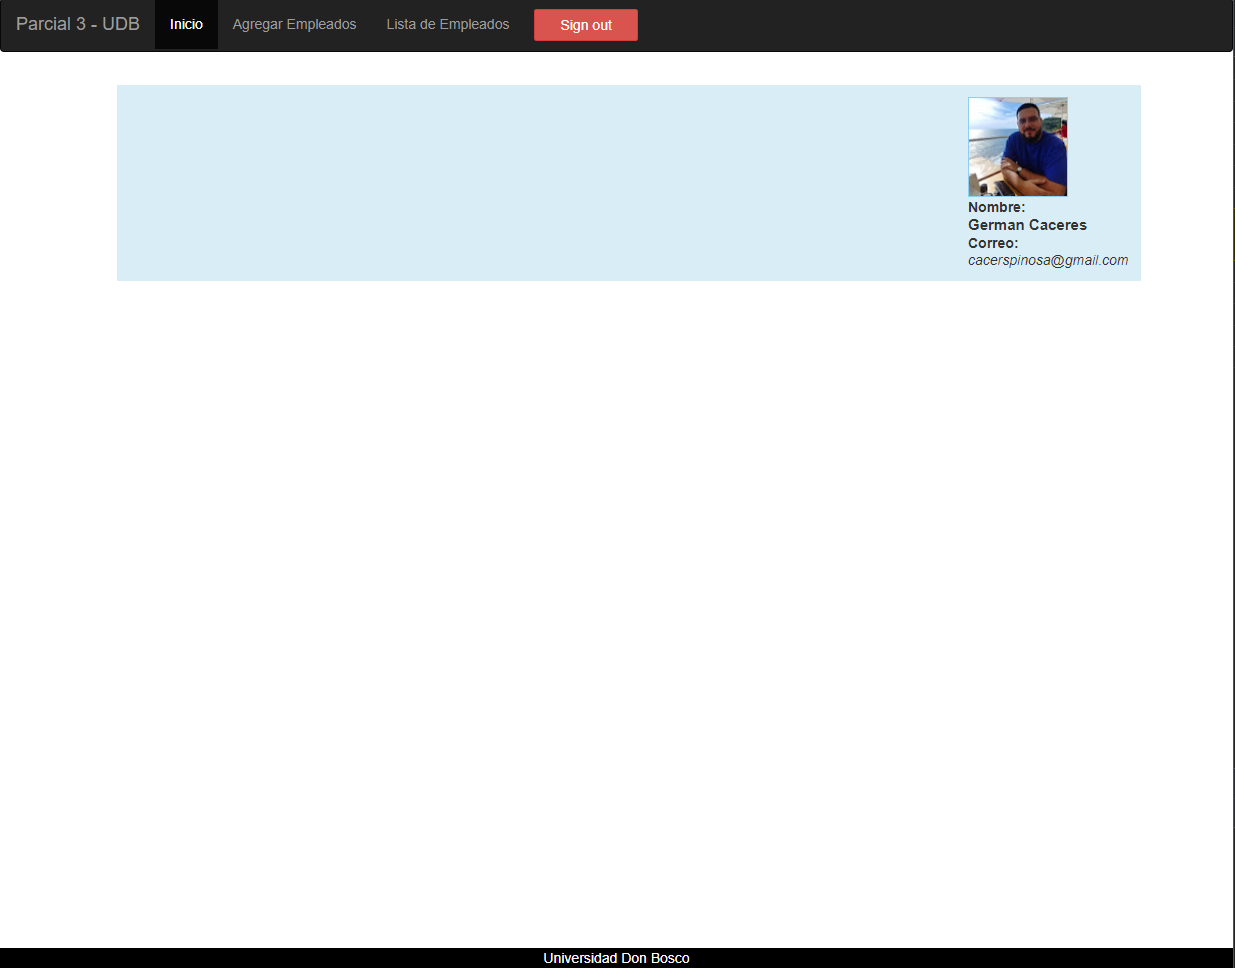 Parcial 3 - UDB Inicio Agregar Empleados Lista de Empleados Sign out
Nombre:
German Caceres
Correo:
cacerspinosa@gmail.com
Universidad Don Bosco